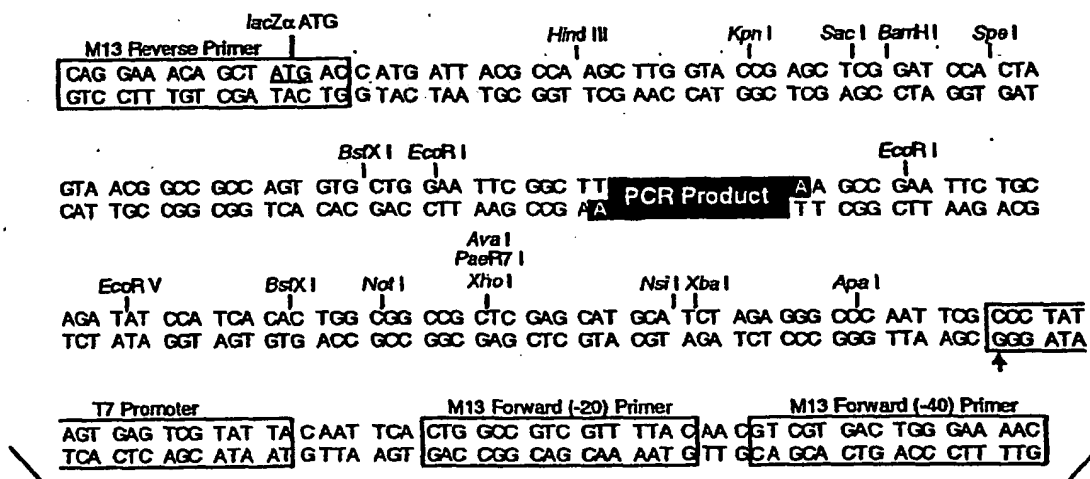 lacZα ATG
M13 Reverse Primer
Hind III Kpn I Sac I BamH I Spe I
CAG GAA ACA GCT ATG AC C ATG ATT ACG CCA AGC TTG GTA CCG AGC TCG GAT CCA CTA
GTC CTT TGT CGA TAC TG G TAC TAA TGC GGT TCG AAC CAT GGC TCG AGC CTA GGT GAT
BstX I EcoR I EcoR I
GTA ACG GCC GCC AGT GTG CTG GAA TTC GGC TT PCR Product A A GCC GAA TTC TGC
CAT TGC CGG CGG TCA CAC GAC CTT AAG CCG A A T T CGG CTT AAG ACG
Ava I
PaeR7 I
EcoR V BstX I Not I Xho I Nsi I Xba I Apa I
AGA TAT CCA TCA CAC TGG CGG CCG CTC GAG CAT GCA TCT AGA GGG CCC AAT TCG CCC TAT
TCT ATA GGT AGT GTG ACC GCC GGC GAG CTC GTA CGT AGA TCT CCC GGG TTA AGC GGG ATA
T7 Promoter M13 Forward (-20) Primer M13 Forward (-40) Primer
AGT GAG TCG TAT TA C AAT TCA CTG GCC GTC GTT TTA C AA C GT CGT GAC TGG GAA AAC
TCA CTC AGC ATA AT G TTA AGT GAC CGG CAG CAA AAT G TT G CA GCA CTG ACC CTT TTG